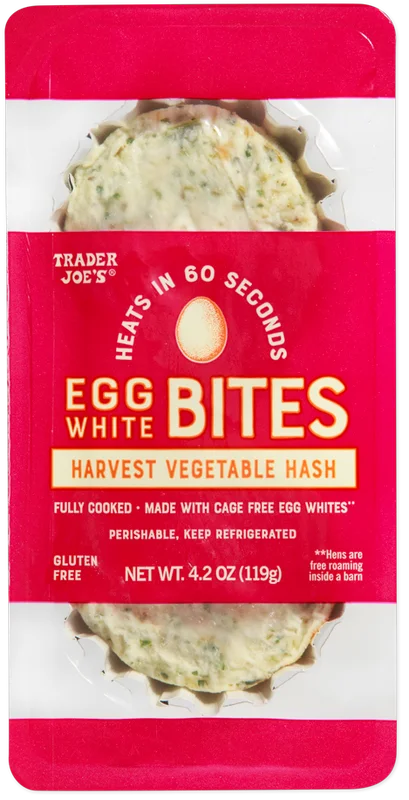 TRADER
JOE'S®
HEATS IN 60 SECONDS
EGG
WHITE
BITES
HARVEST VEGETABLE HASH
FULLY COOKED • MADE WITH CAGE FREE EGG WHITES**
PERISHABLE, KEEP REFRIGERATED
GLUTEN
FREE
NET WT. 4.2 OZ (119g)
**Hens are
free roaming
inside a barn